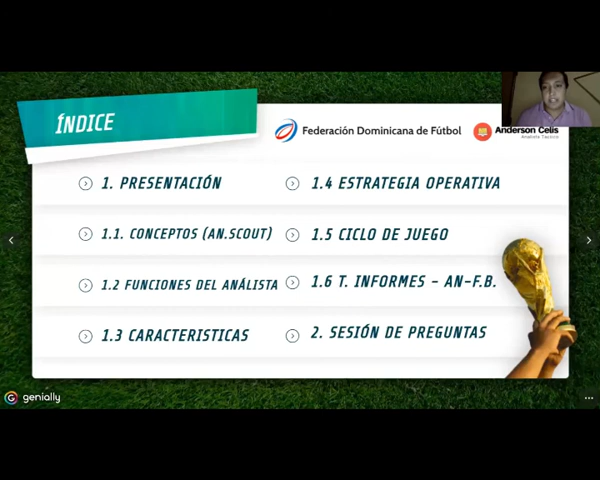 ÍNDICE
Federación Dominicana de Fútbol
Anderson Celis
Analista Táctico
1. PRESENTACIÓN
1.1. CONCEPTOS (AN.SCOUT)
1.2 FUNCIONES DEL ANÁLISTA
1.3 CARACTERISTICAS
1.4 ESTRATEGIA OPERATIVA
1.5 CICLO DE JUEGO
1.6 T. INFORMES - AN-F.B.
2. SESIÓN DE PREGUNTAS
genially